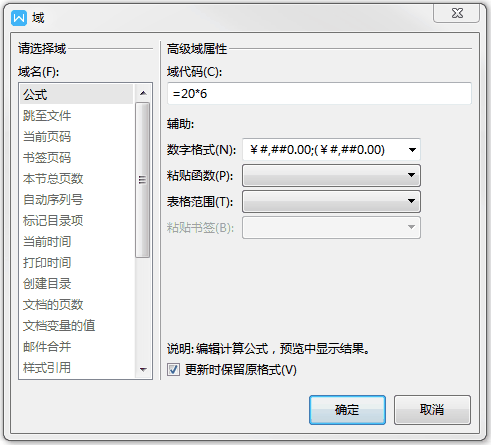 域
请选择域
域名(F):
公式
跳至文件
当前页码
书签页码
本节总页数
自动序列号
标记目录项
当前时间
打印时间
创建目录
文档的页数
文档变量的值
邮件合并
样式引用
高级域属性
域代码(C):
=20*6
辅助:
数字格式(N): ￥#,##0.00;(￥#,##0.00)
粘贴函数(P):
表格范围(T):
粘贴书签(B):
说明: 编辑计算公式，预览中显示结果。
更新时保留原格式(V)
确定
取消